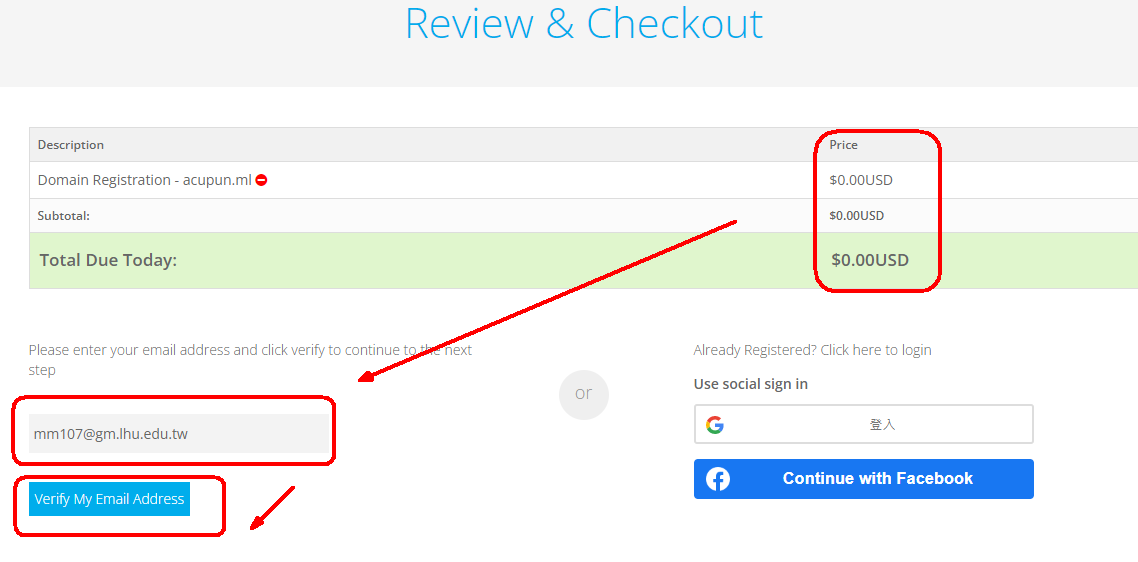 Review & Checkout
Description Price
Domain Registration - acupun.ml $0.00USD
Subtotal: $0.00USD
Total Due Today: $0.00USD
Please enter your email address and click verify to continue to the next
step
mm107@gm.lhu.edu.tw
Verify My Email Address
or
Already Registered? Click here to login
Use social sign in
登入
Continue with Facebook